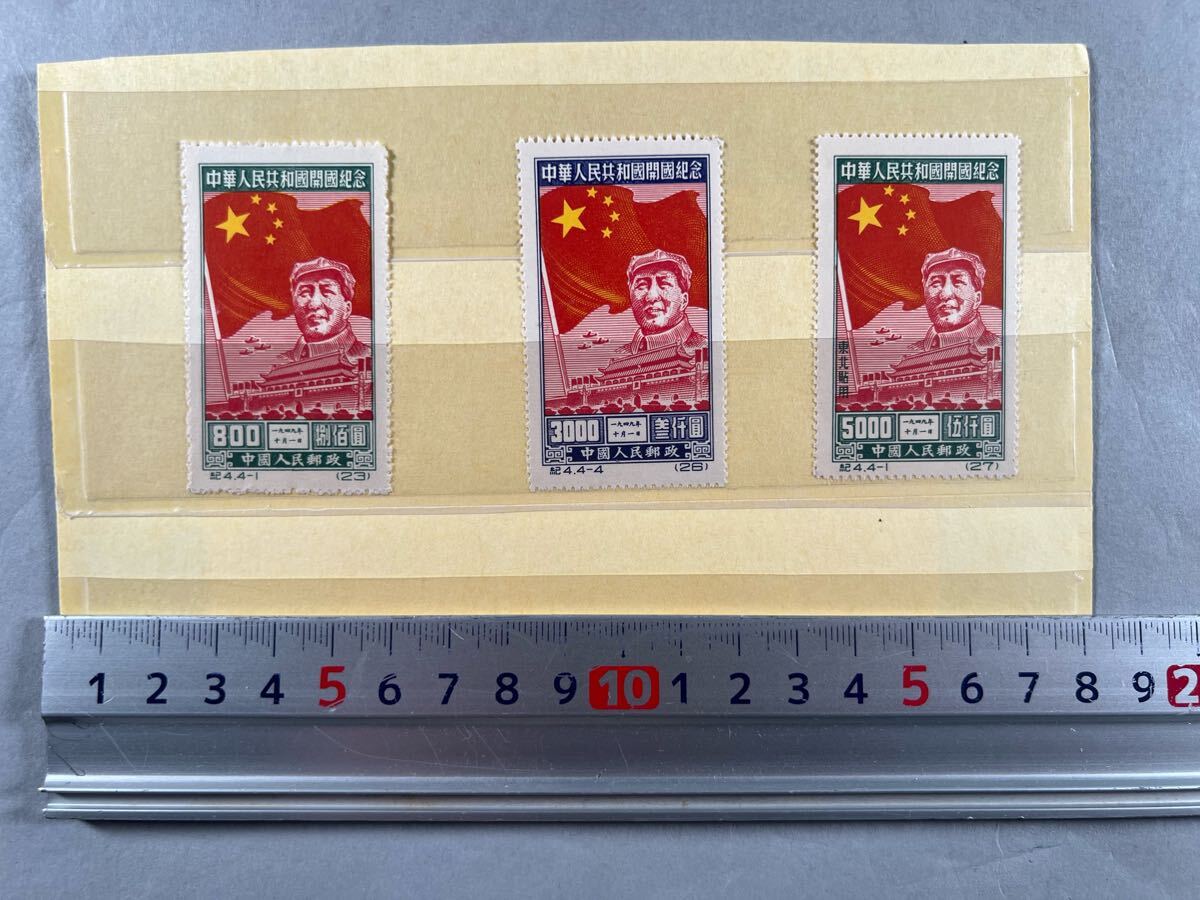 中華人民共和國開國紀念
800 一九四九年十月一日 捌佰圓
中國人民郵政
紀4.4-1 (23)
中華人民共和國開國紀念
3000 一九四九年十月一日 叁仟圓
中國人民郵政
紀4.4-4 (26)
中華人民共和國開國紀念
東北貼用
5000 一九四九年十月一日 伍仟圓
中國人民郵政
紀4.4-1 (27)
1 2 3 4 5 6 7 8 9 10 1 2 3 4 5 6 7 8 9 2